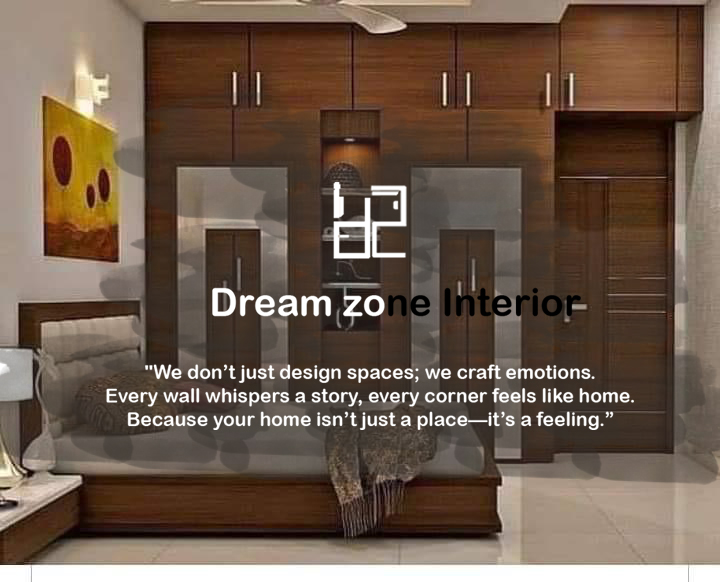 Dream zone Interior
"We don’t just design spaces; we craft emotions.
Every wall whispers a story, every corner feels like home.
Because your home isn’t just a place—it’s a feeling.”